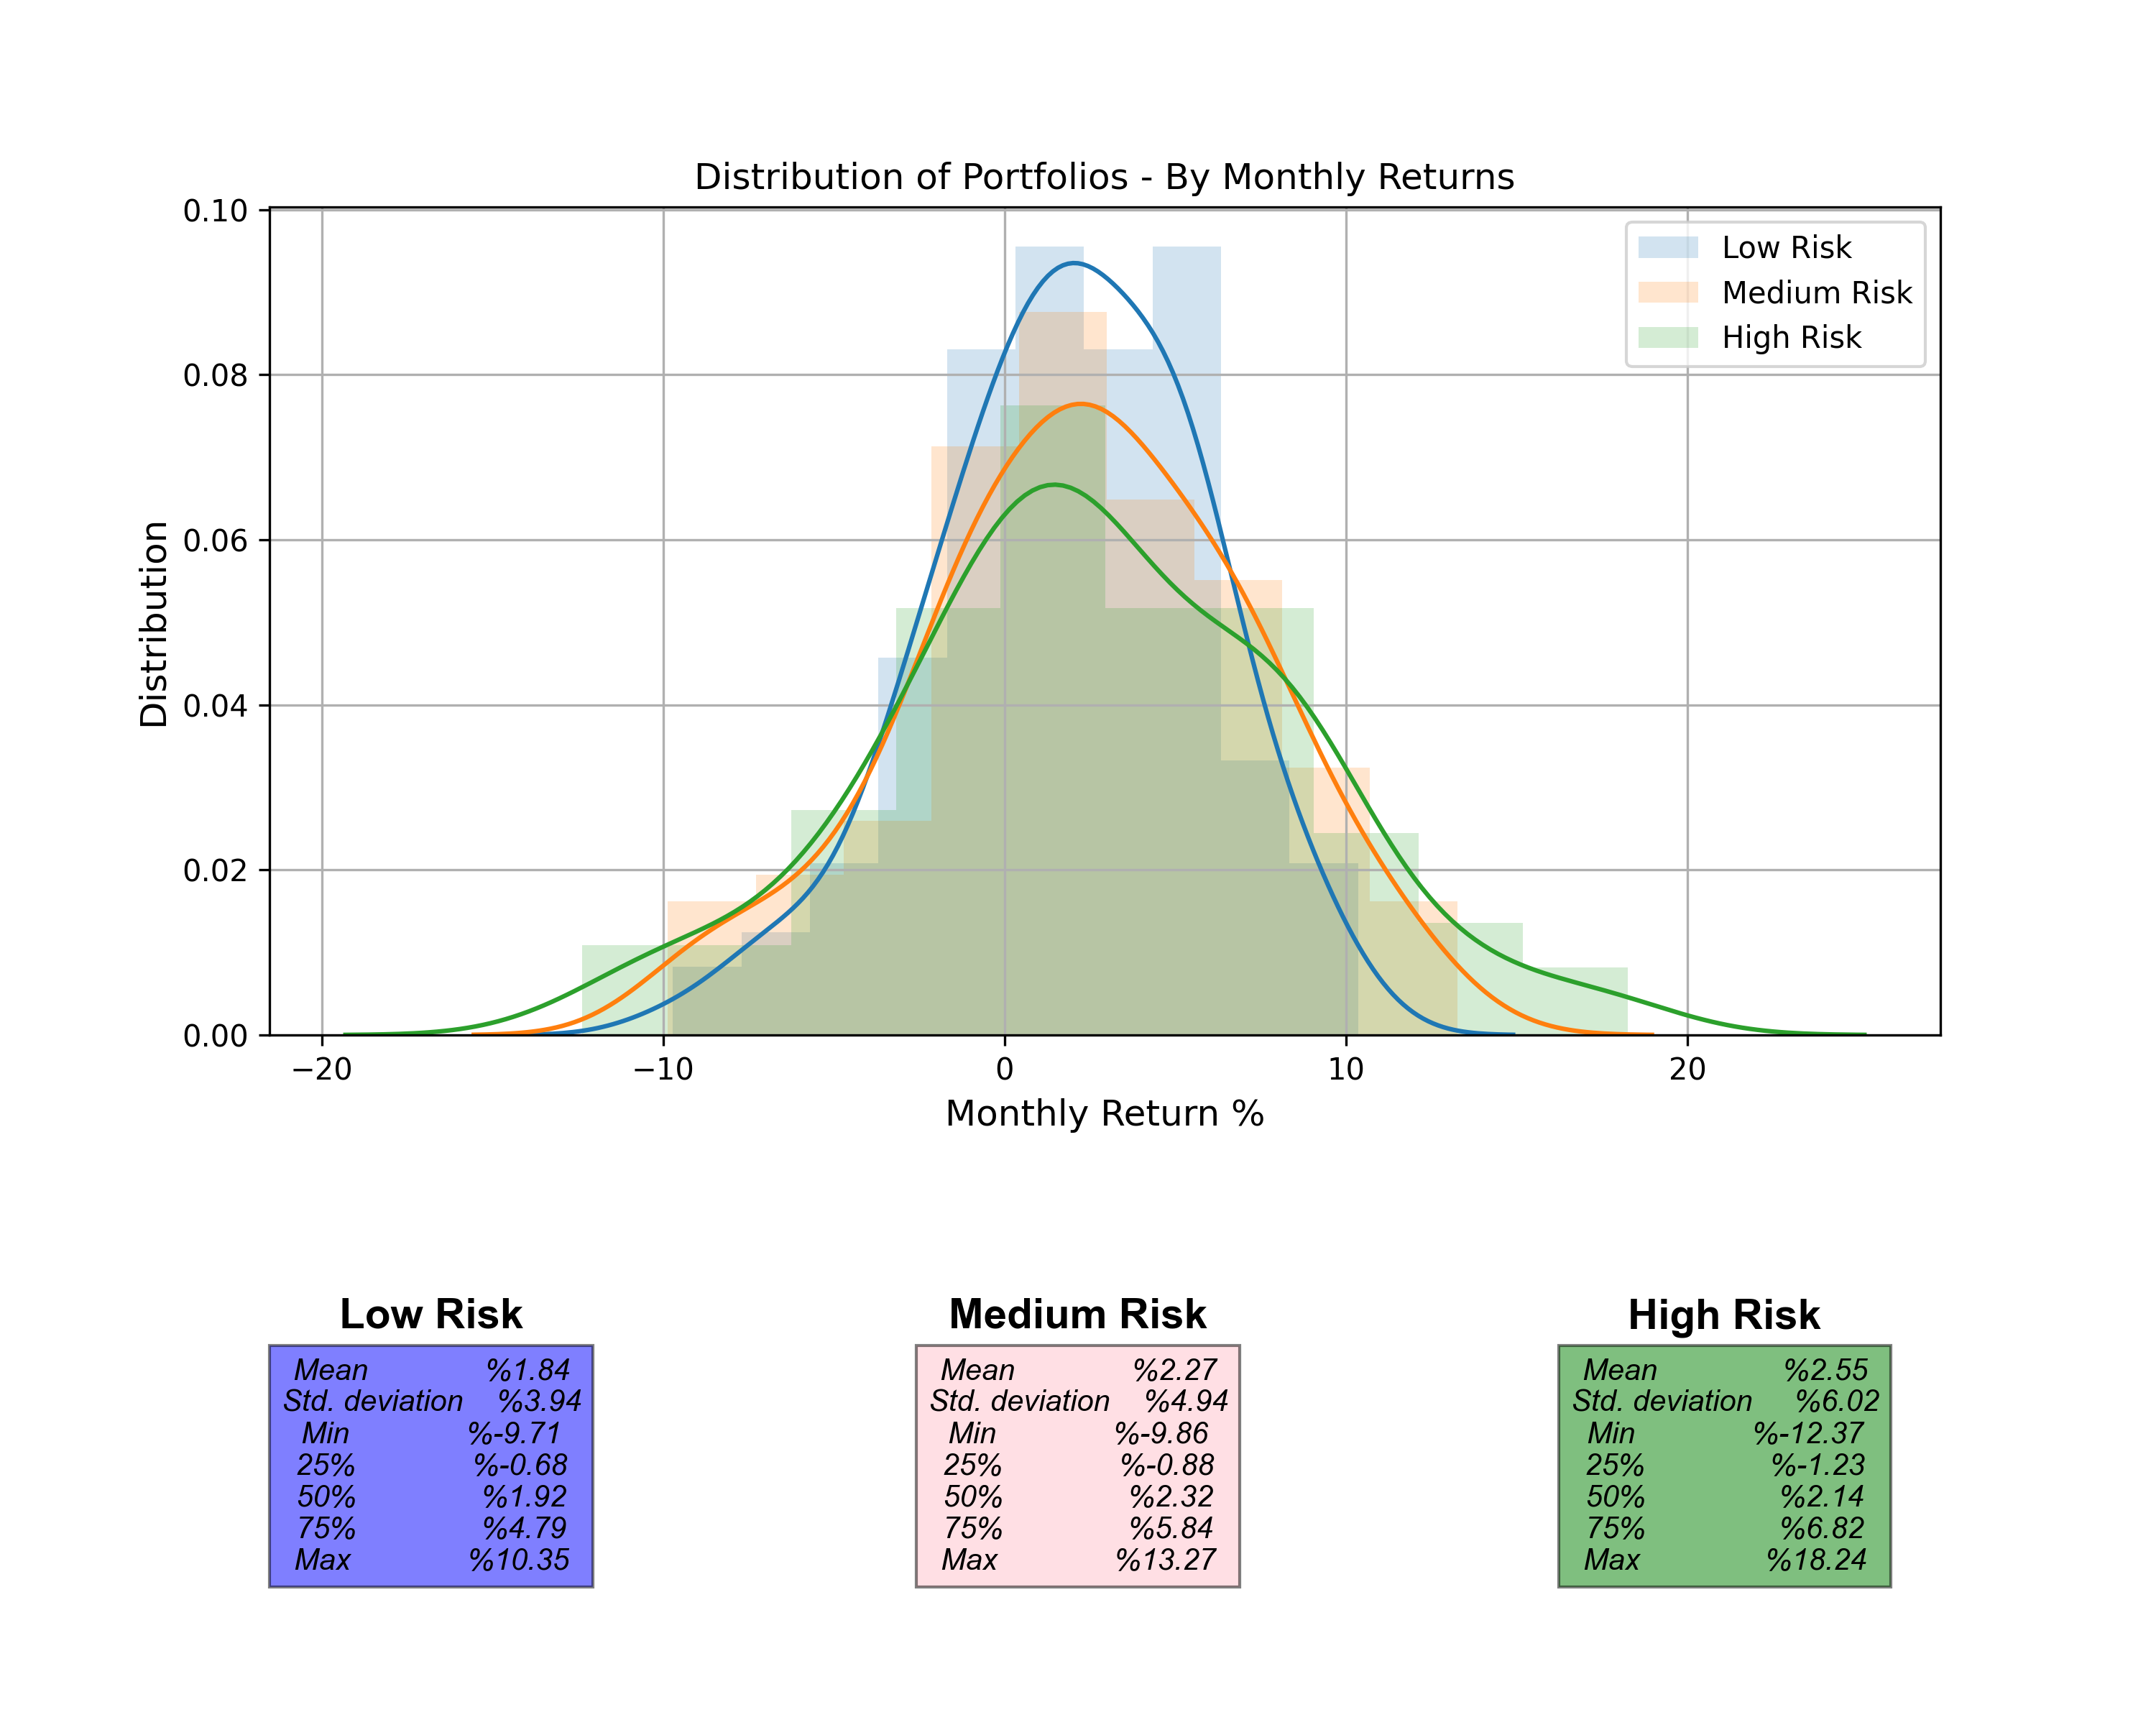 Distribution of Portfolios - By Monthly Returns
0.10
0.08
0.06
0.04
0.02
0.00
Distribution
Low Risk
Medium Risk
High Risk
−20 −10 0 10 20
Monthly Return %
Low Risk
Mean %1.84
Std. deviation %3.94
Min %-9.71
25% %-0.68
50% %1.92
75% %4.79
Max %10.35
Medium Risk
Mean %2.27
Std. deviation %4.94
Min %-9.86
25% %-0.88
50% %2.32
75% %5.84
Max %13.27
High Risk
Mean %2.55
Std. deviation %6.02
Min %-12.37
25% %-1.23
50% %2.14
75% %6.82
Max %18.24